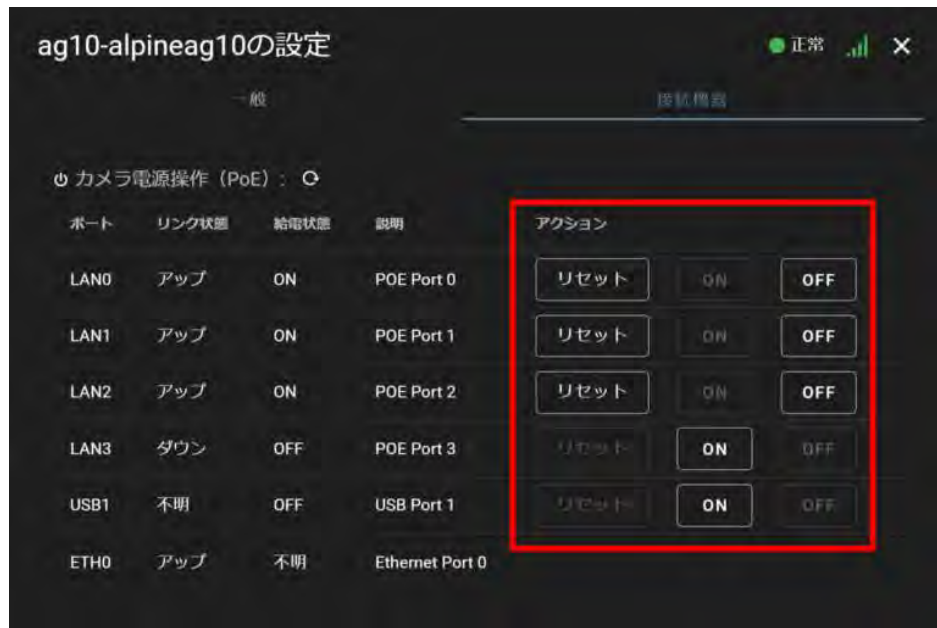 ag10-alpineag10の設定 正常
一般 接続機器
カメラ電源操作（PoE）:
ポート リンク状態 給電状態 説明 アクション
LAN0 アップ ON POE Port 0 リセット ON OFF
LAN1 アップ ON POE Port 1 リセット ON OFF
LAN2 アップ ON POE Port 2 リセット ON OFF
LAN3 ダウン OFF POE Port 3 リセット ON OFF
USB1 不明 OFF USB Port 1 リセット ON OFF
ETH0 アップ 不明 Ethernet Port 0